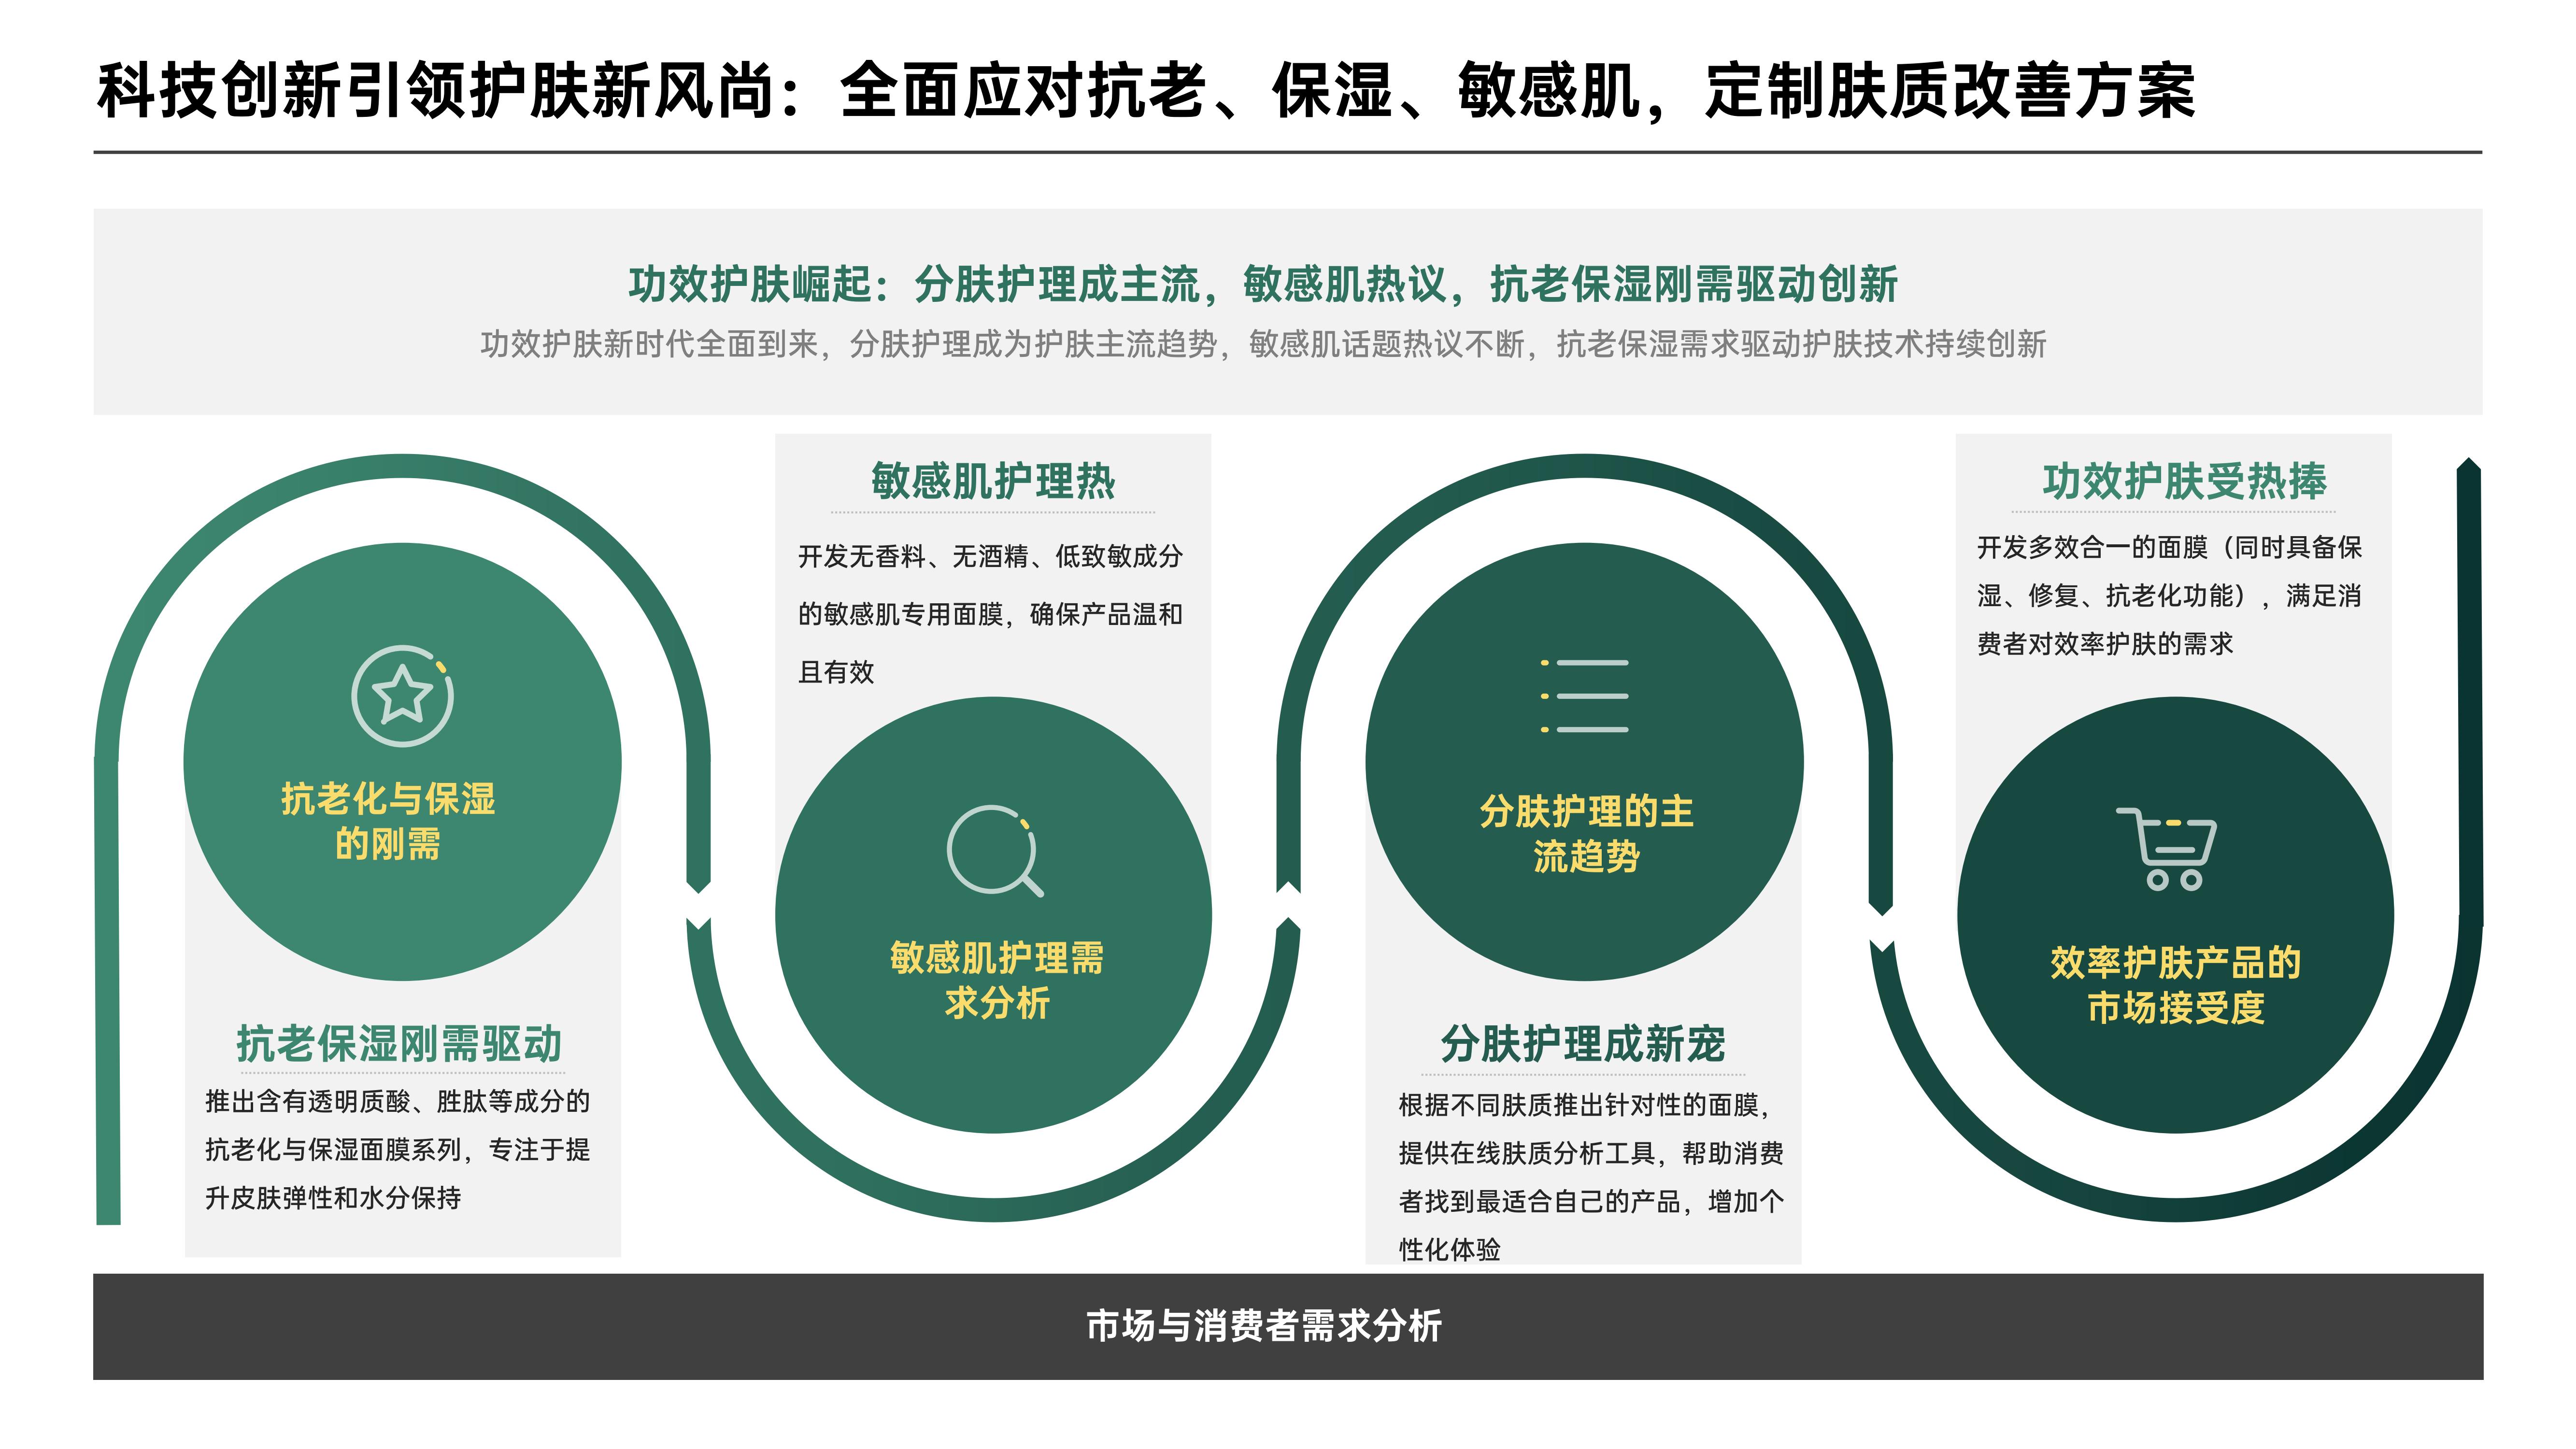 科技创新引领护肤新风尚：全面应对抗老、保湿、敏感肌，定制肤质改善方案
功效护肤崛起：分肤护理成主流，敏感肌热议，抗老保湿刚需驱动创新
功效护肤新时代全面到来，分肤护理成为护肤主流趋势，敏感肌话题热议不断，抗老保湿需求驱动护肤技术持续创新
抗老化与保湿
的刚需
抗老保湿刚需驱动
推出含有透明质酸、胜肽等成分的
抗老化与保湿面膜系列，专注于提
升皮肤弹性和水分保持
敏感肌护理热
开发无香料、无酒精、低致敏成分
的敏感肌专用面膜，确保产品温和
且有效
敏感肌护理需
求分析
分肤护理的主
流趋势
分肤护理成新宠
根据不同肤质推出针对性的面膜，
提供在线肤质分析工具，帮助消费
者找到最适合自己的产品，增加个
性化体验
功效护肤受热捧
开发多效合一的面膜（同时具备保
湿、修复、抗老化功能），满足消
费者对效率护肤的需求
效率护肤产品的
市场接受度
市场与消费者需求分析